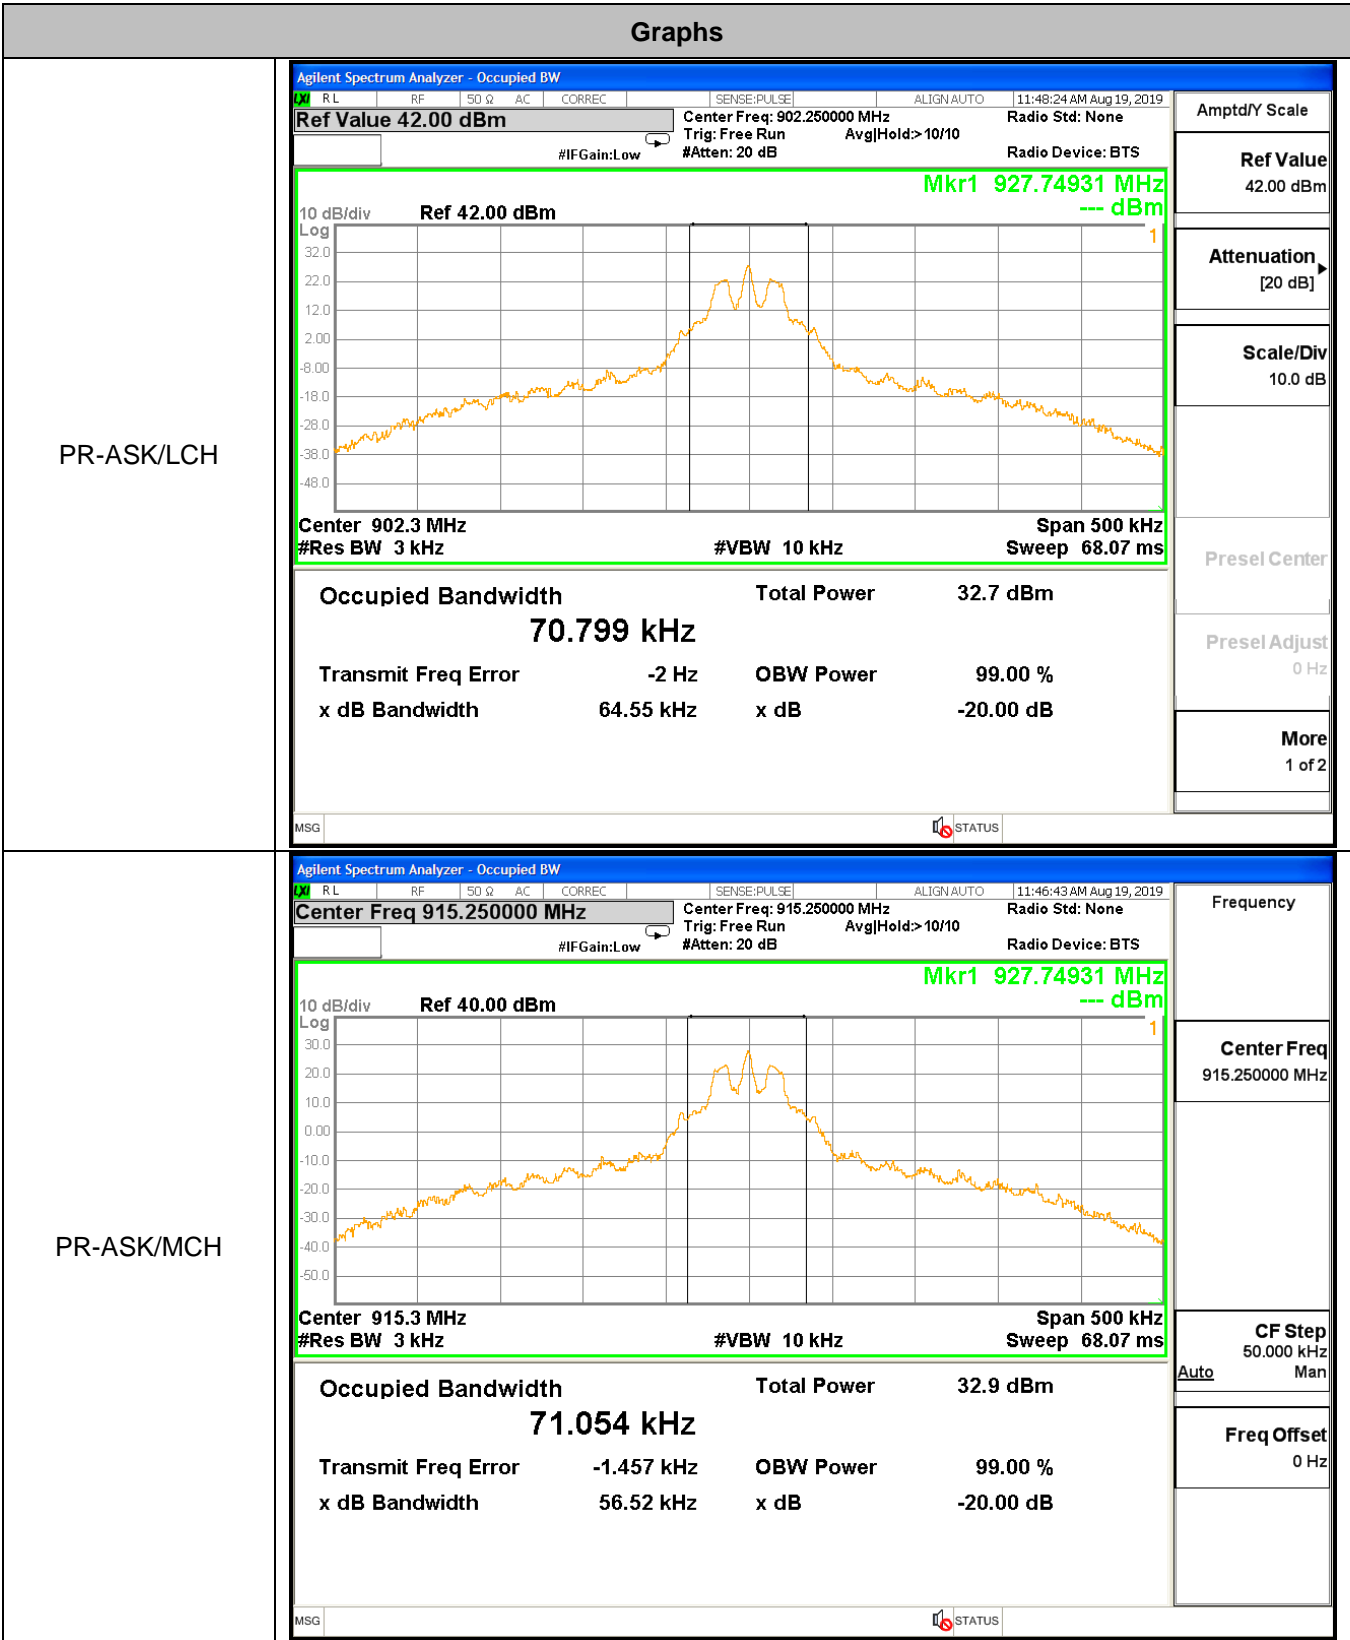 Graphs
PR-ASK/LCH
Agilent Spectrum Analyzer - Occupied BW
LXI RL RF 50 Ω AC CORREC SENSE:PULSE ALIGN AUTO 11:48:24 AM Aug 19, 2019
Ref Value 42.00 dBm
Center Freq: 902.250000 MHz Radio Std: None
Trig: Free Run Avg|Hold:>10/10
#IFGain:Low #Atten: 20 dB Radio Device: BTS
Mkr1 927.74931 MHz
--- dBm
10 dB/div Ref 42.00 dBm
Log
1
32.0
22.0
12.0
2.00
-8.00
-18.0
-28.0
-38.0
-48.0
Center 902.3 MHz Span 500 kHz
#Res BW 3 kHz #VBW 10 kHz Sweep 68.07 ms
Occupied Bandwidth Total Power 32.7 dBm
70.799 kHz
Transmit Freq Error -2 Hz OBW Power 99.00 %
x dB Bandwidth 64.55 kHz x dB -20.00 dB
MSG STATUS
Amptd/Y Scale
Ref Value
42.00 dBm
Attenuation
[20 dB]
Scale/Div
10.0 dB
Presel Center
Presel Adjust
0 Hz
More
1 of 2
PR-ASK/MCH
Agilent Spectrum Analyzer - Occupied BW
LXI RL RF 50 Ω AC CORREC SENSE:PULSE ALIGN AUTO 11:46:43 AM Aug 19, 2019
Center Freq 915.250000 MHz
Center Freq: 915.250000 MHz Radio Std: None
Trig: Free Run Avg|Hold:>10/10
#IFGain:Low #Atten: 20 dB Radio Device: BTS
Mkr1 927.74931 MHz
--- dBm
10 dB/div Ref 40.00 dBm
Log
1
30.0
20.0
10.0
0.00
-10.0
-20.0
-30.0
-40.0
-50.0
Center 915.3 MHz Span 500 kHz
#Res BW 3 kHz #VBW 10 kHz Sweep 68.07 ms
Occupied Bandwidth Total Power 32.9 dBm
71.054 kHz
Transmit Freq Error -1.457 kHz OBW Power 99.00 %
x dB Bandwidth 56.52 kHz x dB -20.00 dB
MSG STATUS
Frequency
Center Freq
915.250000 MHz
CF Step
50.000 kHz
Auto Man
Freq Offset
0 Hz